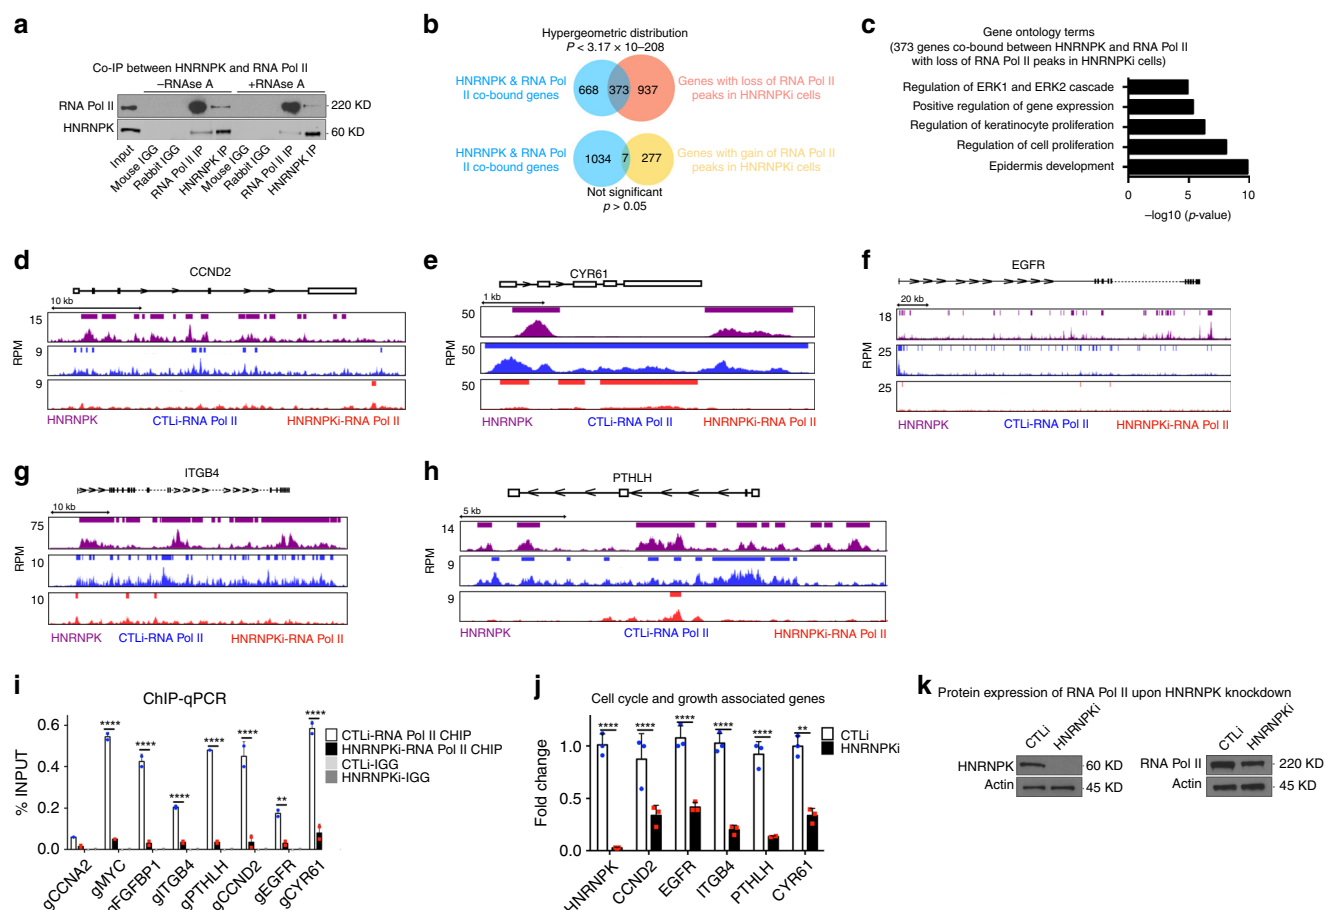 a
Co-IP between HNRNPK and RNA Pol II
–RNAse A
+RNAse A
RNA Pol II
220 KD
HNRNPK
60 KD
Input
Mouse IGG
Rabbit IGG
RNA Pol II IP
HNRNPK IP
Mouse IGG
Rabbit IGG
RNA Pol II IP
HNRNPK IP
b
Hypergeometric distribution
P < 3.17 × 10–208
HNRNPK & RNA Pol
II co-bound genes
668
373
937
Genes with loss of RNA Pol II
peaks in HNRNPKi cells
HNRNPK & RNA Pol
II co-bound genes
1034
7
277
Genes with gain of RNA Pol II
peaks in HNRNPKi cells
Not significant
p > 0.05
c
Gene ontology terms
(373 genes co-bound between HNRNPK and RNA Pol II
with loss of RNA Pol II peaks in HNRNPKi cells)
Regulation of ERK1 and ERK2 cascade
Positive regulation of gene expression
Regulation of keratinocyte proliferation
Regulation of cell proliferation
Epidermis development
0
5
10
–log10 (p-value)
d
CCND2
10 kb
15
9
9
RPM
HNRNPK
CTLi-RNA Pol II
HNRNPKi-RNA Pol II
e
CYR61
1 kb
50
50
50
RPM
HNRNPK
CTLi-RNA Pol II
HNRNPKi-RNA Pol II
f
EGFR
20 kb
18
25
25
RPM
HNRNPK
CTLi-RNA Pol II
HNRNPKi-RNA Pol II
g
ITGB4
10 kb
75
10
10
RPM
HNRNPK
CTLi-RNA Pol II
HNRNPKi-RNA Pol II
h
PTHLH
5 kb
14
9
9
RPM
HNRNPK
CTLi-RNA Pol II
HNRNPKi-RNA Pol II
i
ChIP-qPCR
% INPUT
0.6
0.4
0.2
0.0
****
****
****
****
****
**
****
CTLi-RNA Pol II CHIP
HNRNPKi-RNA Pol II CHIP
CTLi-IGG
HNRNPKi-IGG
gCCNA2
gMYC
gFGFBP1
gITGB4
gPTHLH
gCCND2
gEGFR
gCYR61
j
Cell cycle and growth associated genes
Fold change
1.0
0.5
0.0
****
****
****
****
****
**
CTLi
HNRNPKi
HNRNPK
CCND2
EGFR
ITGB4
PTHLH
CYR61
k
Protein expression of RNA Pol II upon HNRNPK knockdown
CTLi
HNRNPKi
HNRNPK
60 KD
Actin
45 KD
CTLi
HNRNPKi
RNA Pol II
220 KD
Actin
45 KD